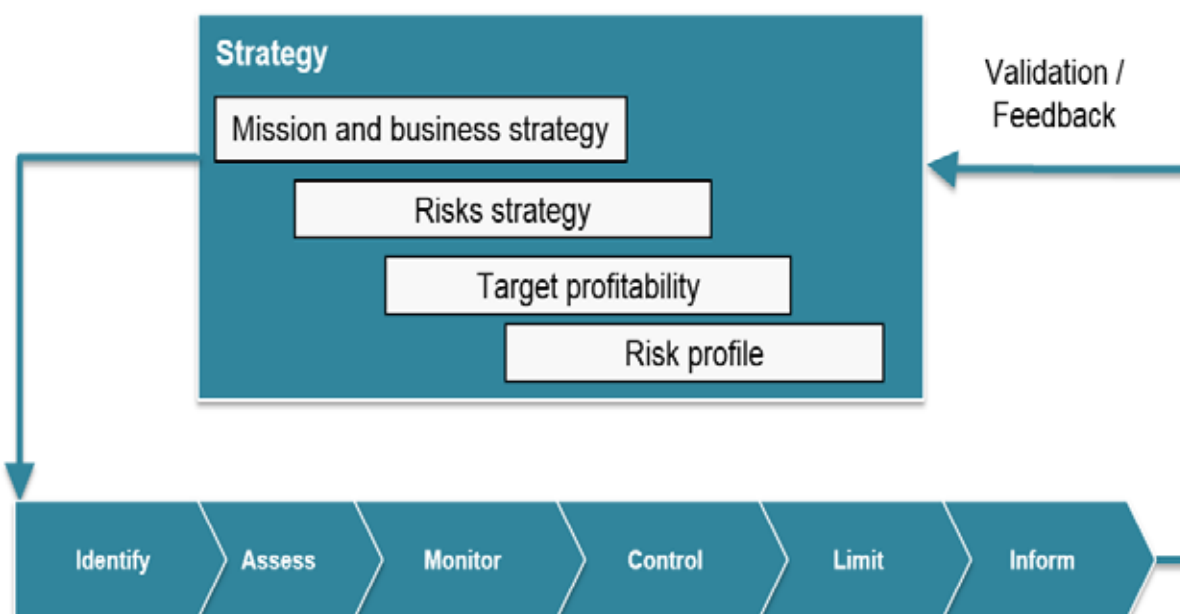 Strategy
Validation /
Feedback
Mission and business strategy
Risks strategy
Target profitability
Risk profile
Identify
Assess
Monitor
Control
Limit
Inform